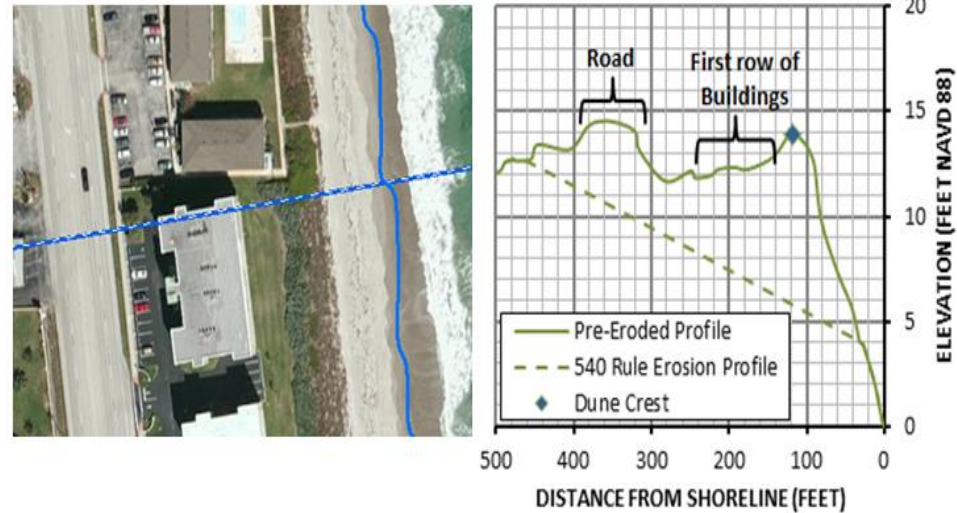 20
15
10
5
0
ELEVATION (FEET NAVD 88)
Road
First row of
Buildings
Pre-Eroded Profile
540 Rule Erosion Profile
Dune Crest
500 400 300 200 100 0
DISTANCE FROM SHORELINE (FEET)